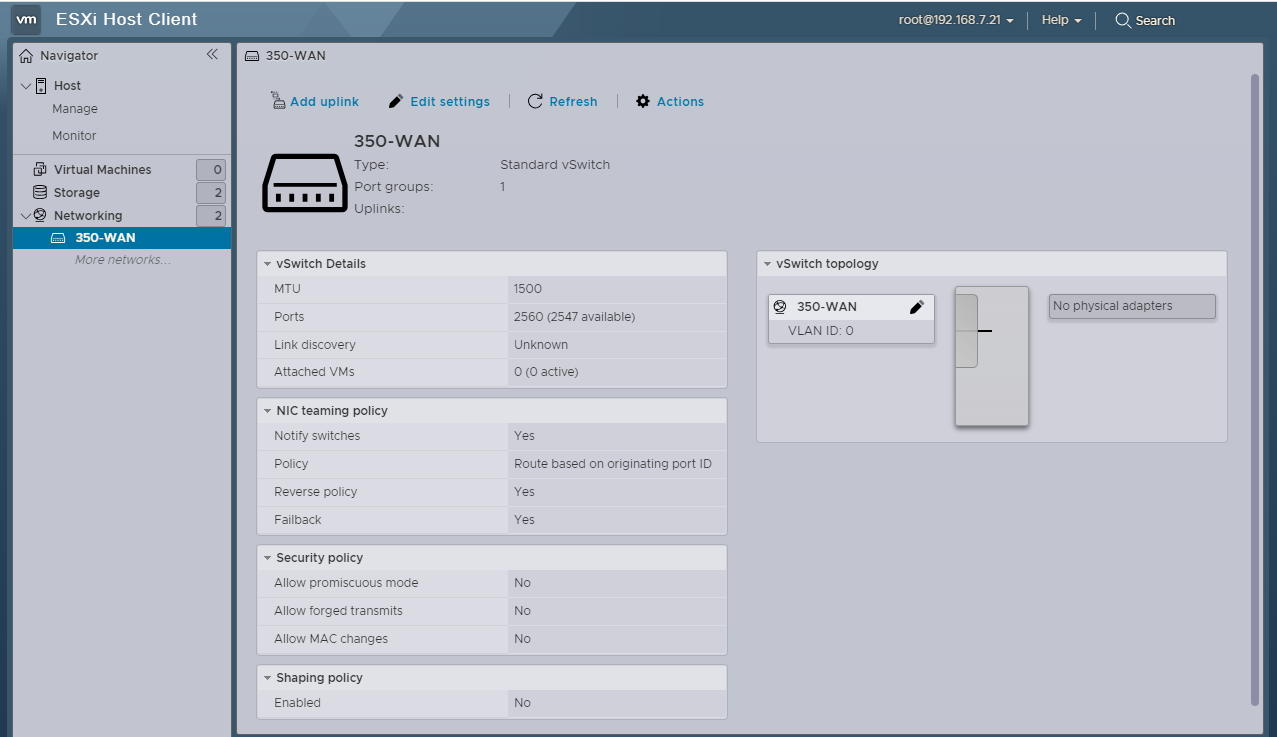 vm ESXi Host Client
root@192.168.7.21
Help
Search
Navigator
Host
Manage
Monitor
Virtual Machines 0
Storage 2
Networking 2
350-WAN
More networks...
350-WAN
Add uplink
Edit settings
Refresh
Actions
350-WAN
Type: Standard vSwitch
Port groups: 1
Uplinks:
vSwitch Details
MTU 1500
Ports 2560 (2547 available)
Link discovery Unknown
Attached VMs 0 (0 active)
NIC teaming policy
Notify switches Yes
Policy Route based on originating port ID
Reverse policy Yes
Failback Yes
Security policy
Allow promiscuous mode No
Allow forged transmits No
Allow MAC changes No
Shaping policy
Enabled No
vSwitch topology
350-WAN
VLAN ID: 0
No physical adapters